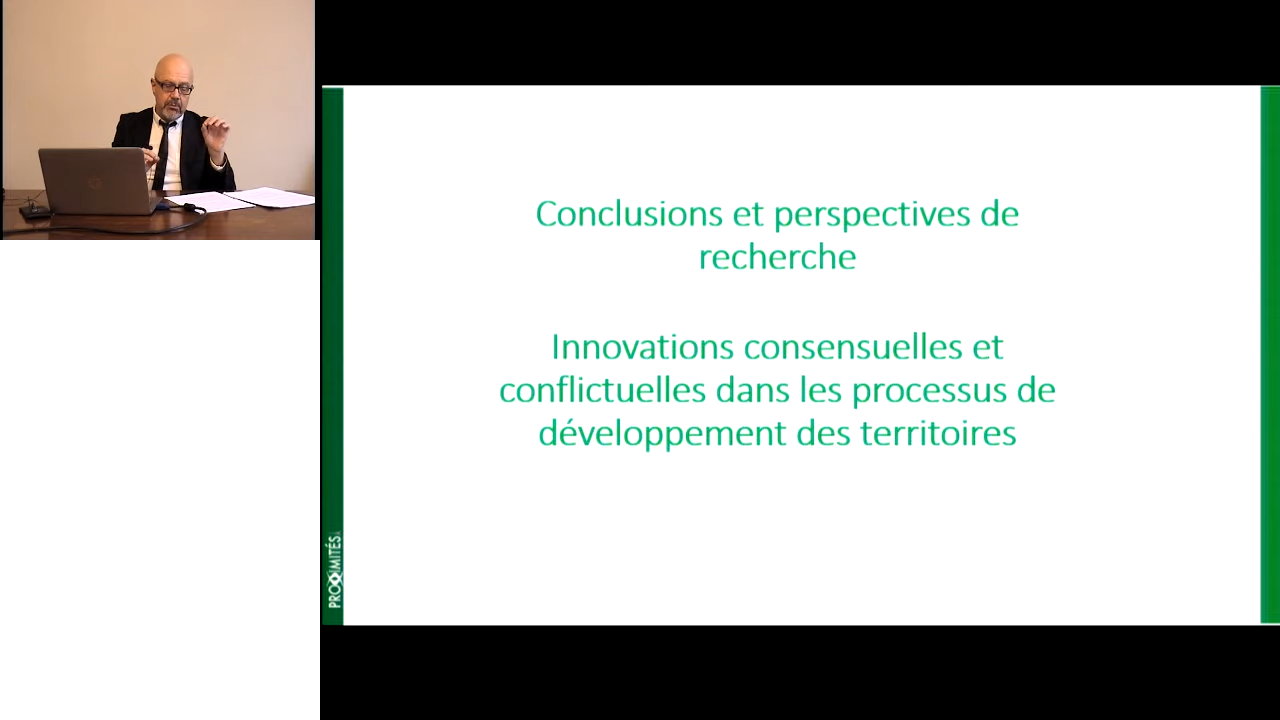 Conclusions et perspectives de
recherche
Innovations consensuelles et
conflictuelles dans les processus de
développement des territoires
PROXIMITÉS